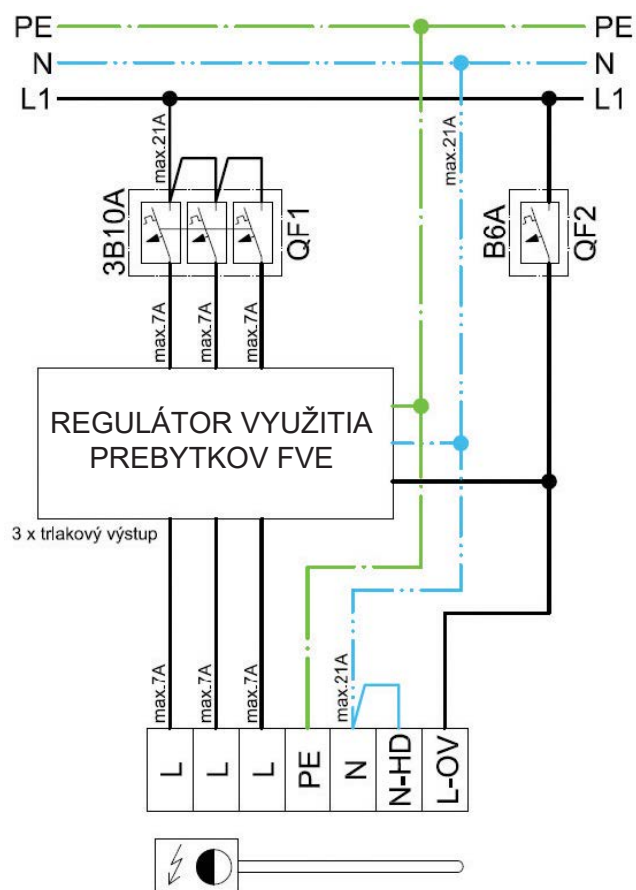 PE PE
N N
L1 L1
max.21A
max.21A
3B10A
QF1
B6A
QF2
max.7A
max.7A
max.7A
REGULÁTOR VYUŽITIA
PREBYTKOV FVE
3 x triakový výstup
max.7A
max.7A
max.7A
max.21A
L
L
L
PE
N
N-HD
L-OV